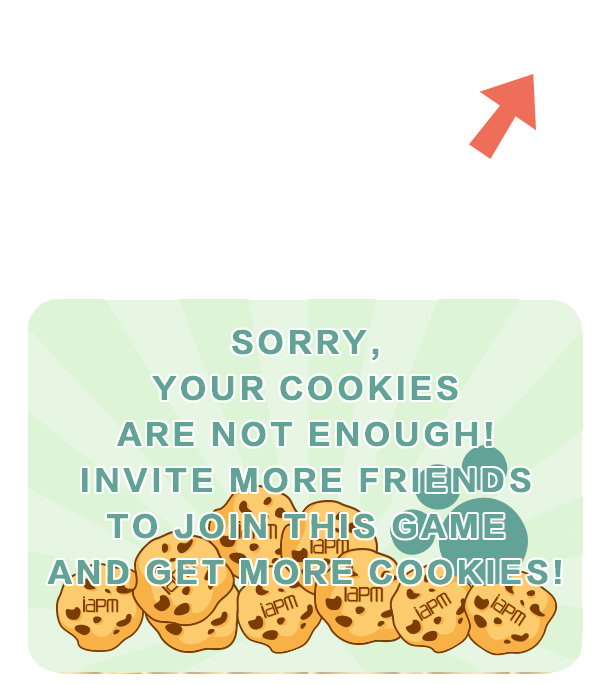 SORRY,
YOUR COOKIES
ARE NOT ENOUGH!
INVITE MORE FRIENDS
TO JOIN THIS GAME
AND GET MORE COOKIES!
iapm
iapm
iapm
iapm
iapm
iapm